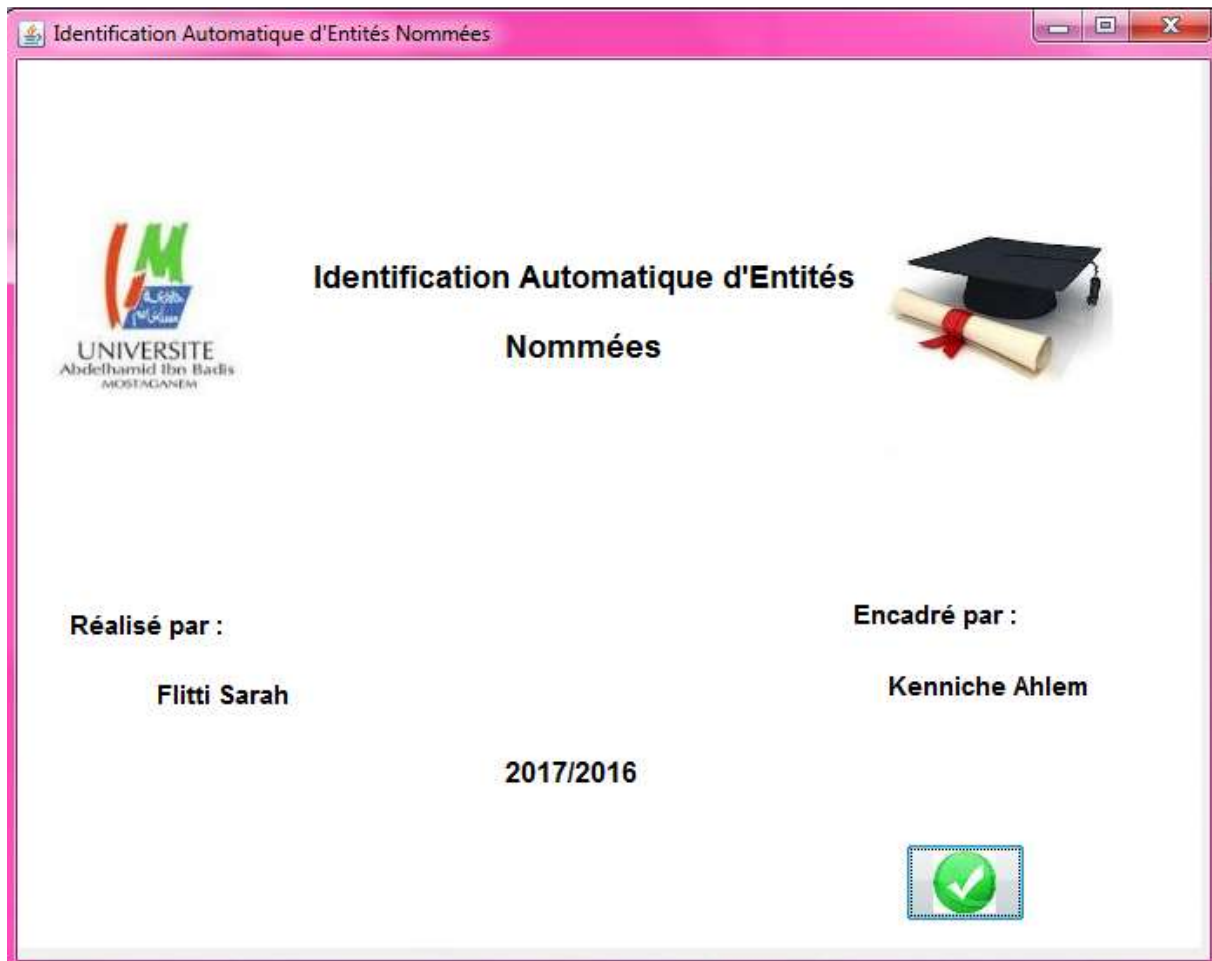 Identification Automatique d'Entités Nommées
Identification Automatique d'Entités
Nommées
UNIVERSITE
Abdelhamid Ibn Badis
MOSTAGANEM
Réalisé par :
Encadré par :
Flitti Sarah
Kenniche Ahlem
2017/2016